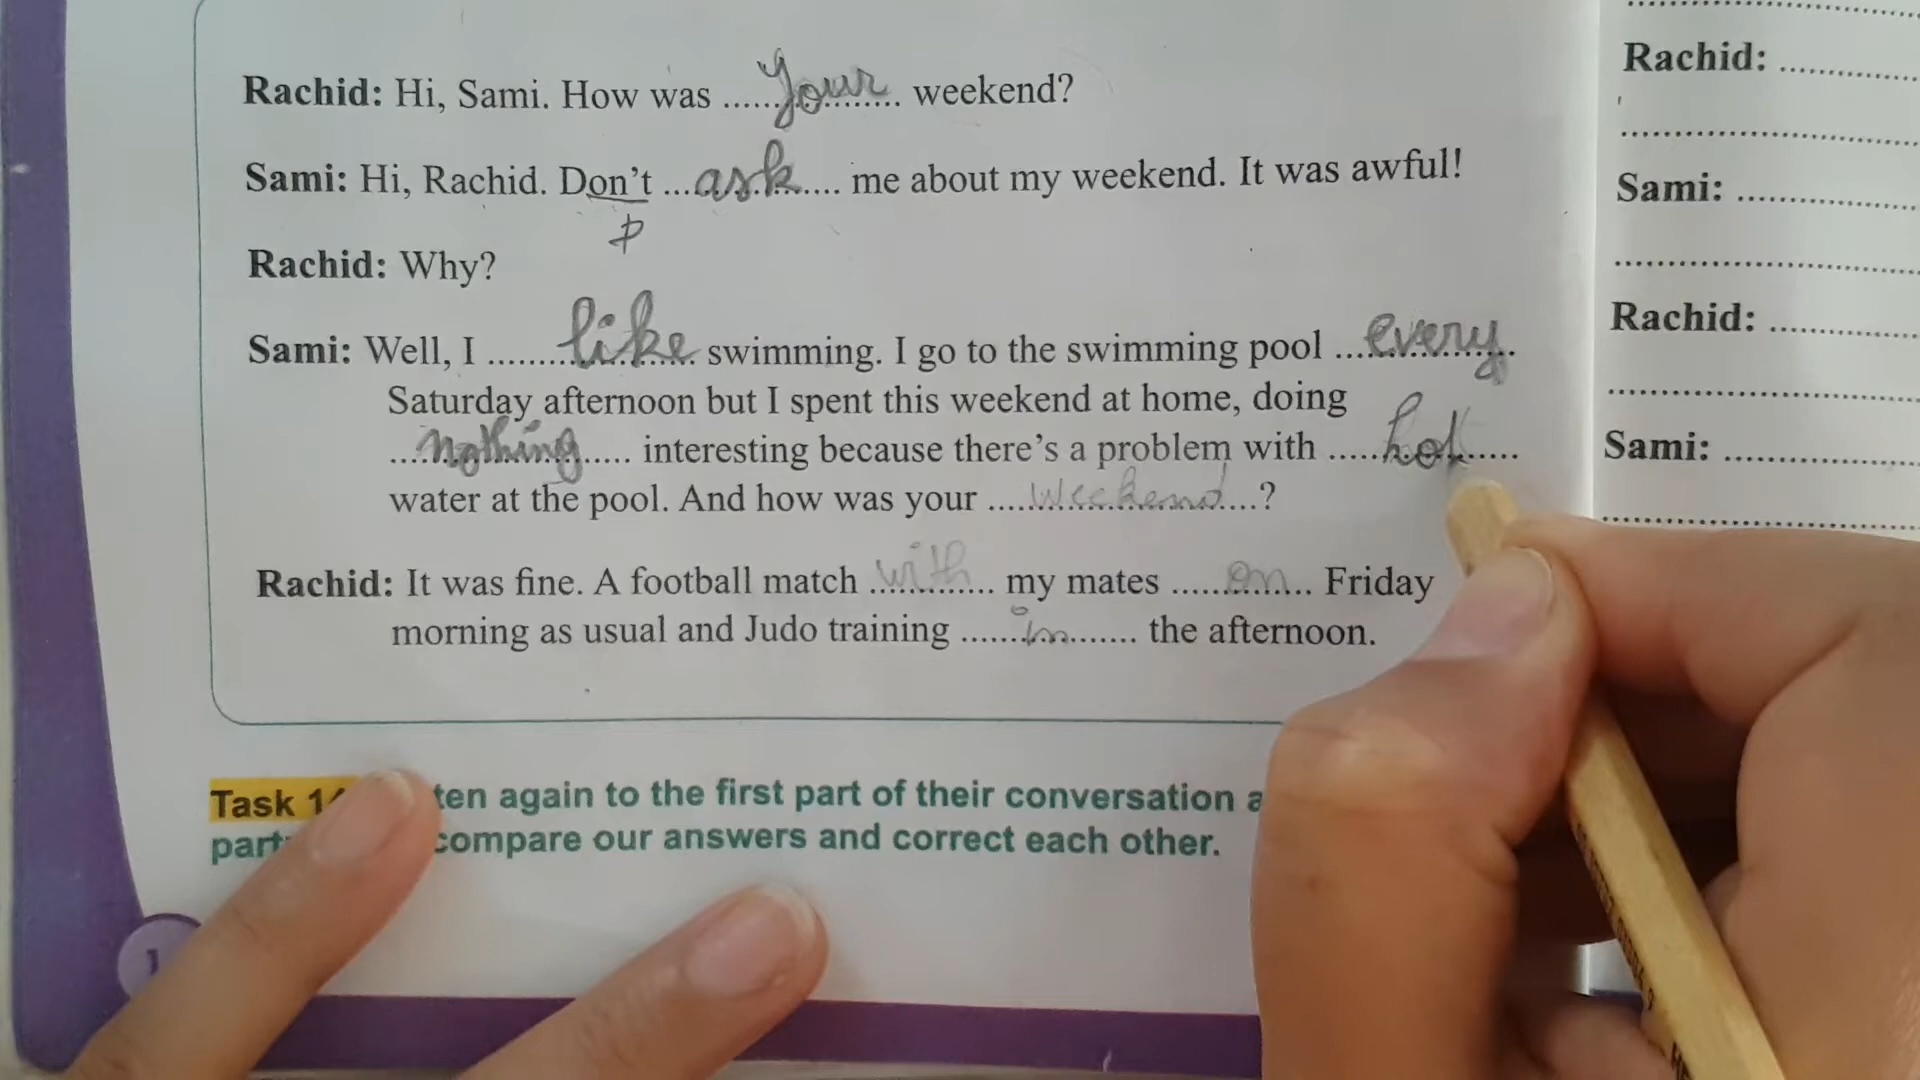 Rachid: Hi, Sami. How was ......your........ weekend?
Sami: Hi, Rachid. Don't ...ask....... me about my weekend. It was awful!
p
Rachid: Why?
Sami: Well, I ........like...... swimming. I go to the swimming pool ...every....
Saturday afternoon but I spent this weekend at home, doing
...nothing..... interesting because there's a problem with .....hot.....
water at the pool. And how was your ....weekend....?
Rachid: It was fine. A football match ...with... my mates ......on.... Friday
morning as usual and Judo training ......in....... the afternoon.
Task 1 ten again to the first part of their conversation
compare our answers and correct each other.
Rachid: ..............
..............
Sami: ..............
..............
Rachid: ..............
..............
Sami: ..............
..............